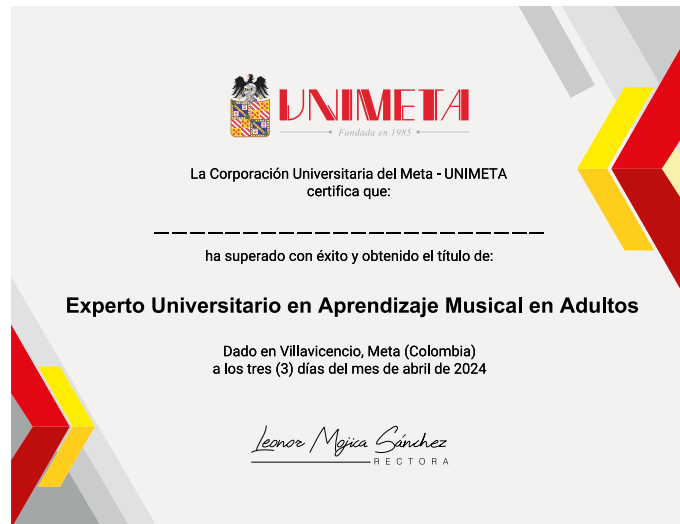 UNIMETA
Fundada en 1985
La Corporación Universitaria del Meta - UNIMETA
certifica que:
ha superado con éxito y obtenido el título de:
Experto Universitario en Aprendizaje Musical en Adultos
Dado en Villavicencio, Meta (Colombia)
a los tres (3) días del mes de abril de 2024
Leonor Mojica Sánchez
RECTORA